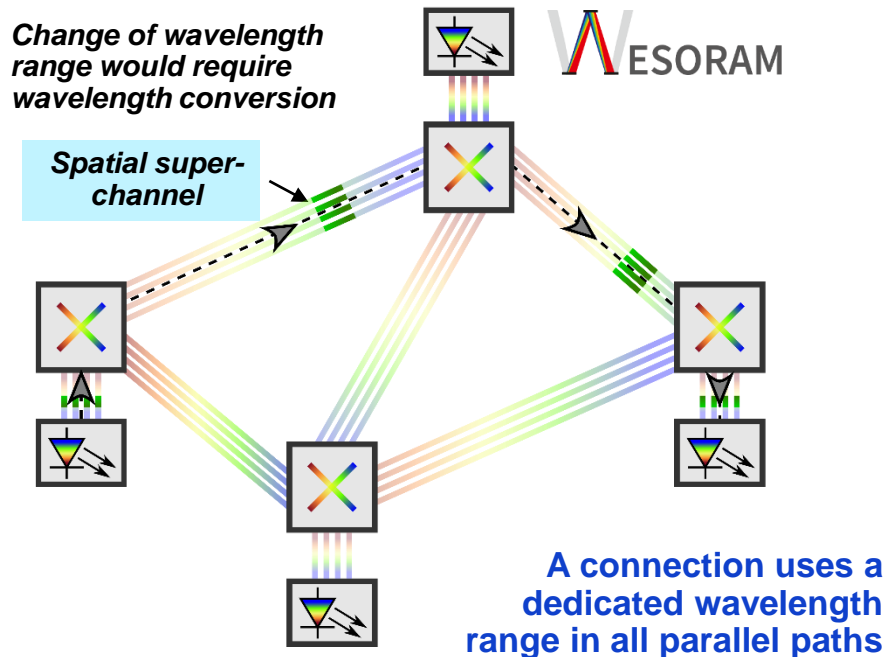 Change of wavelength
range would require
wavelength conversion
WESORAM
Spatial super-
channel
A connection uses a
dedicated wavelength
range in all parallel paths